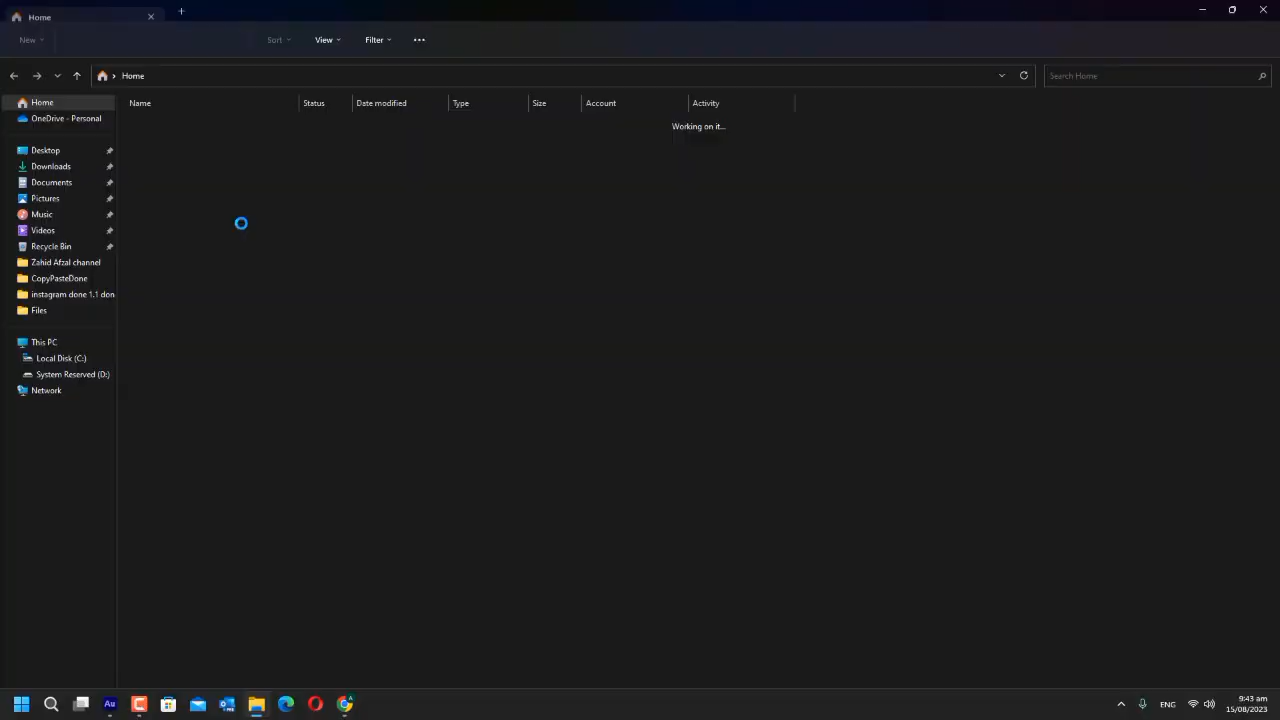 Home
New
Sort
View
Filter
Home
Search Home
Home
OneDrive - Personal
Desktop
Downloads
Documents
Pictures
Music
Videos
Recycle Bin
Zahid Afzal channel
CopyPasteDone
instagram done 1.1 don
Files
This PC
Local Disk (C:)
System Reserved (D:)
Network
Name Status Date modified Type Size Account Activity
Working on it...
Au
ENG
9:43 am
15/08/2023